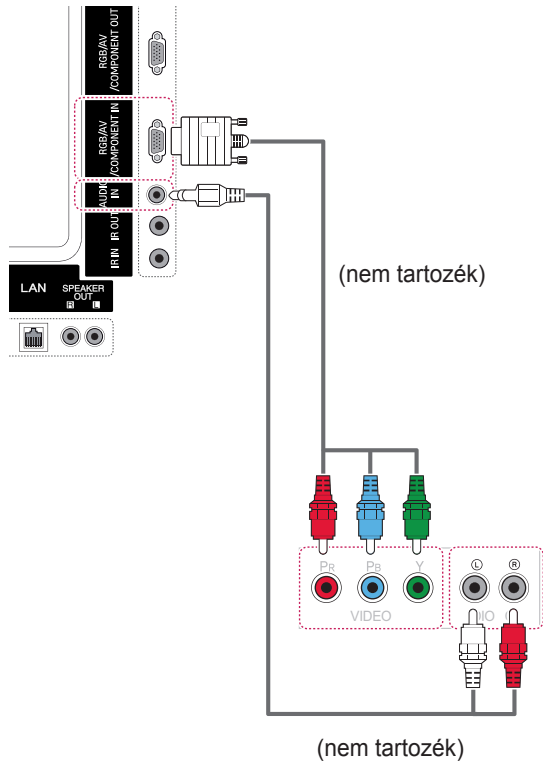 RGB/AV
/COMPONENT OUT
RGB/AV
/COMPONENT IN
AUDIO
IN
IR OUT
IR IN
LAN
SPEAKER
OUT
R L
(nem tartozék)
PR PB Y
L R
VIDEO
(nem tartozék)